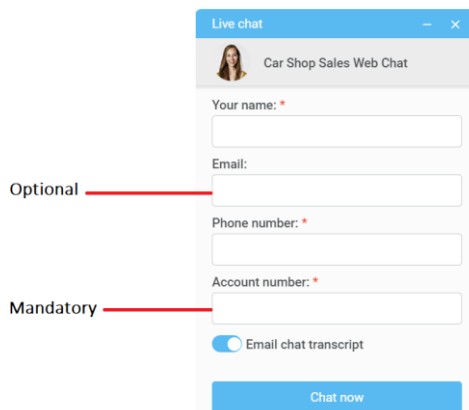 Live chat
Car Shop Sales Web Chat
Your name: *
Email:
Optional
Phone number: *
Account number: *
Mandatory
Email chat transcript
Chat now